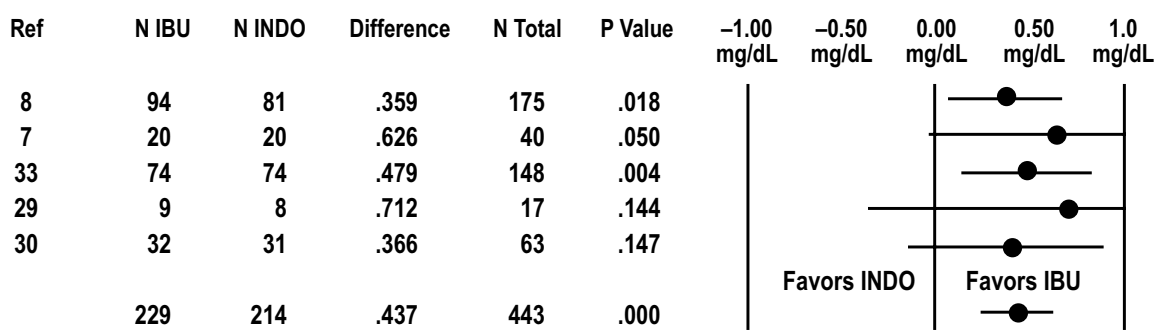 Ref N IBU N INDO Difference N Total P Value –1.00 –0.50 0.00 0.50 1.0
mg/dL mg/dL mg/dL mg/dL mg/dL
8 94 81 .359 175 .018
7 20 20 .626 40 .050
33 74 74 .479 148 .004
29 9 8 .712 17 .144
30 32 31 .366 63 .147
Favors INDO Favors IBU
229 214 .437 443 .000